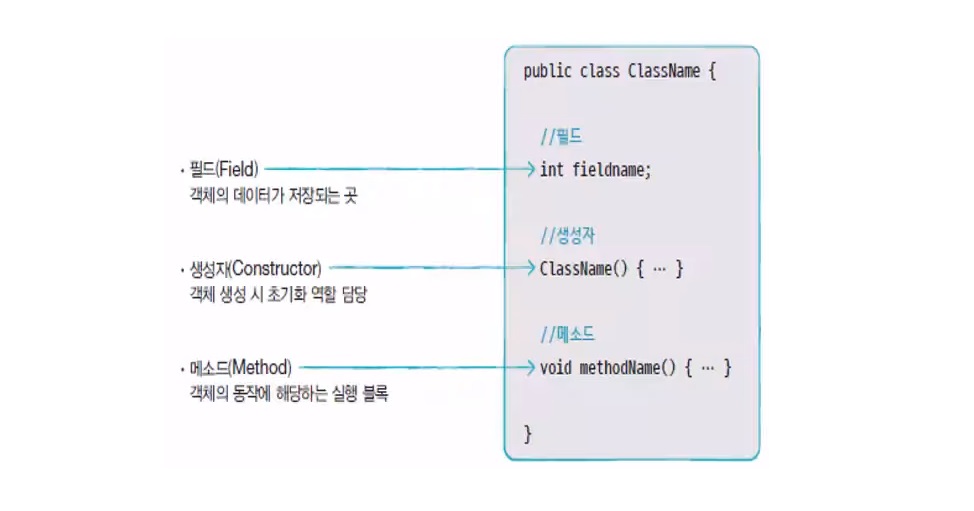 public class ClassName {
//필드
· 필드(Field)
int fieldname;
객체의 데이터가 저장되는 곳
//생성자
· 생성자(Constructor)
ClassName() { ··· }
객체 생성 시 초기화 역할 담당
//메소드
· 메소드(Method)
void methodName() { ··· }
객체의 동작에 해당하는 실행 블록
}